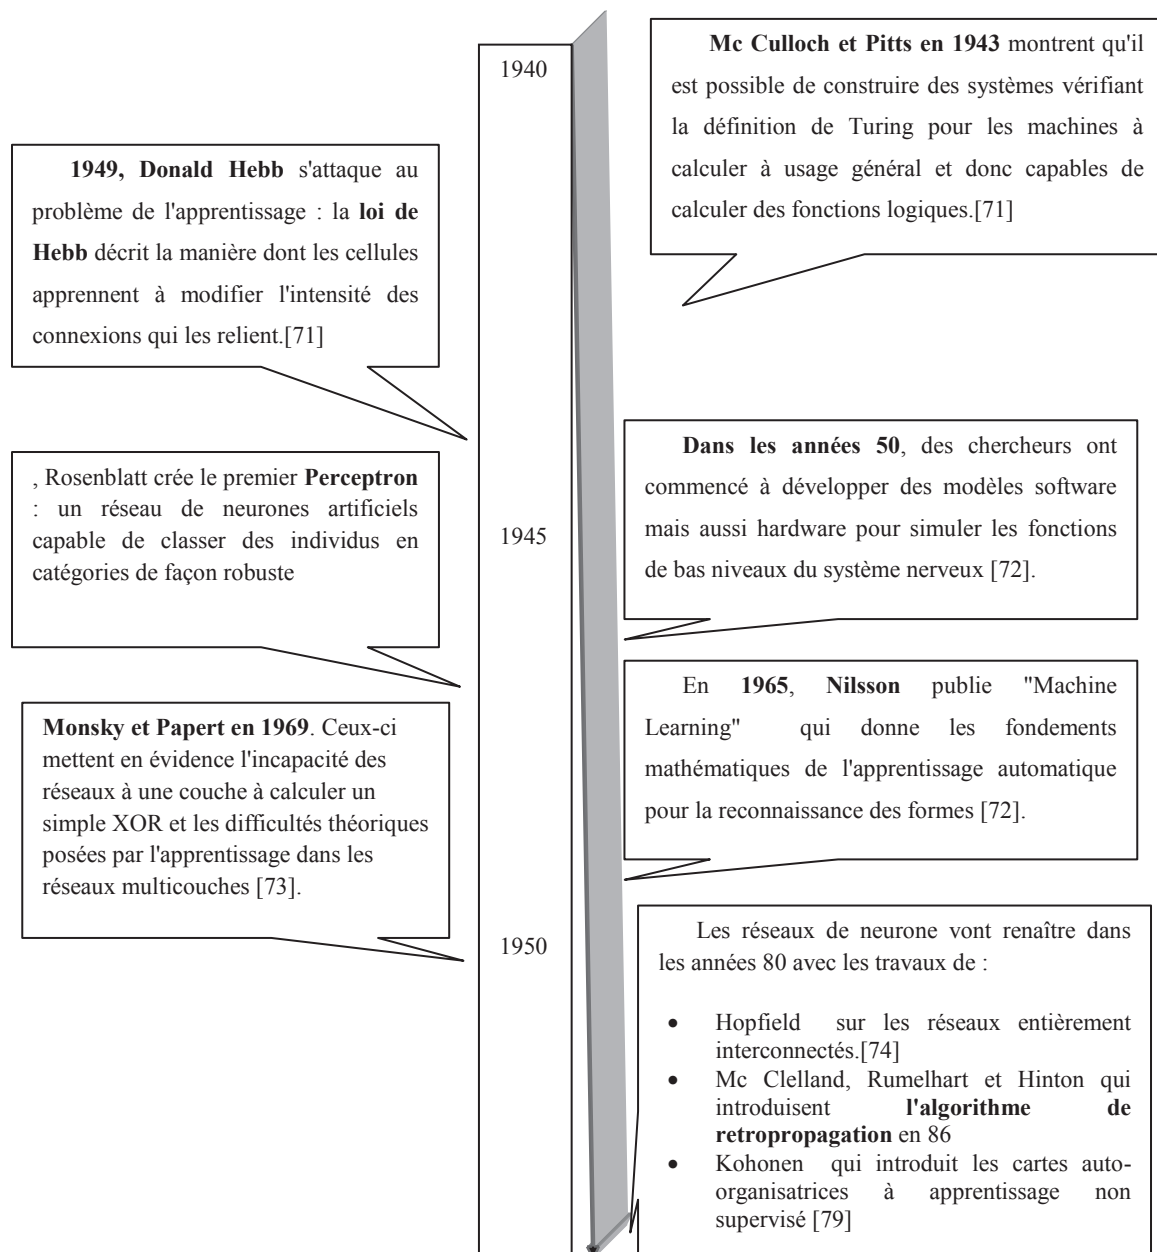 1940
Mc Culloch et Pitts en 1943 montrent qu'il
est possible de construire des systèmes vérifiant
la définition de Turing pour les machines à
calculer à usage général et donc capables de
calculer des fonctions logiques.[71]
1949, Donald Hebb s'attaque au
problème de l'apprentissage : la loi de
Hebb décrit la manière dont les cellules
apprennent à modifier l'intensité des
connexions qui les relient.[71]
Dans les années 50, des chercheurs ont
commencé à développer des modèles software
mais aussi hardware pour simuler les fonctions
de bas niveaux du système nerveux [72].
, Rosenblatt crée le premier Perceptron
: un réseau de neurones artificiels
capable de classer des individus en
catégories de façon robuste
1945
En 1965, Nilsson publie "Machine
Learning" qui donne les fondements
mathématiques de l'apprentissage automatique
pour la reconnaissance des formes [72].
Monsky et Papert en 1969. Ceux-ci
mettent en évidence l'incapacité des
réseaux à une couche à calculer un
simple XOR et les difficultés théoriques
posées par l'apprentissage dans les
réseaux multicouches [73].
1950
Les réseaux de neurone vont renaître dans
les années 80 avec les travaux de :
• Hopfield sur les réseaux entièrement
interconnectés.[74]
• Mc Clelland, Rumelhart et Hinton qui
introduisent l'algorithme de
retropropagation en 86
• Kohonen qui introduit les cartes auto-
organisatrices à apprentissage non
supervisé [79]